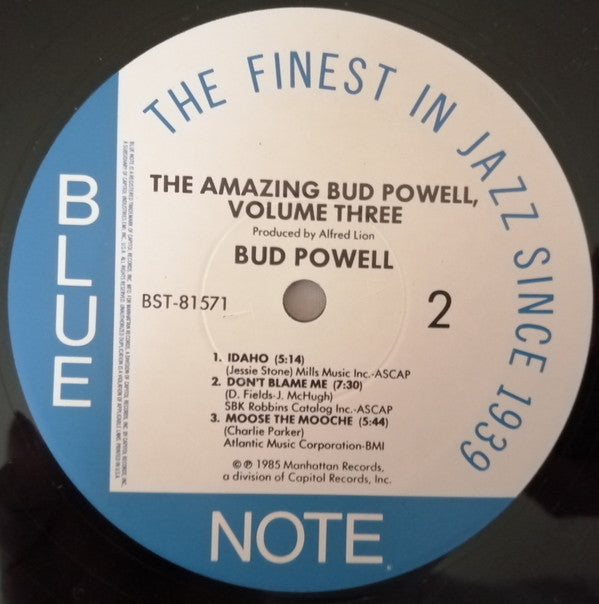 THE FINEST IN JAZZ SINCE 1939
BLUE
THE AMAZING BUD POWELL,
VOLUME THREE
Produced by Alfred Lion
BUD POWELL
BST-81571
2
1. IDAHO (5:14)
(Jessie Stone) Mills Music Inc.-ASCAP
2. DON'T BLAME ME (7:30)
(D. Fields-J. McHugh)
SBK Robbins Catalog Inc.-ASCAP
3. MOOSE THE MOOCHE (5:44)
(Charlie Parker)
Atlantic Music Corporation-BMI
© ℗ 1985 Manhattan Records,
a division of Capitol Records, Inc.
NOTE